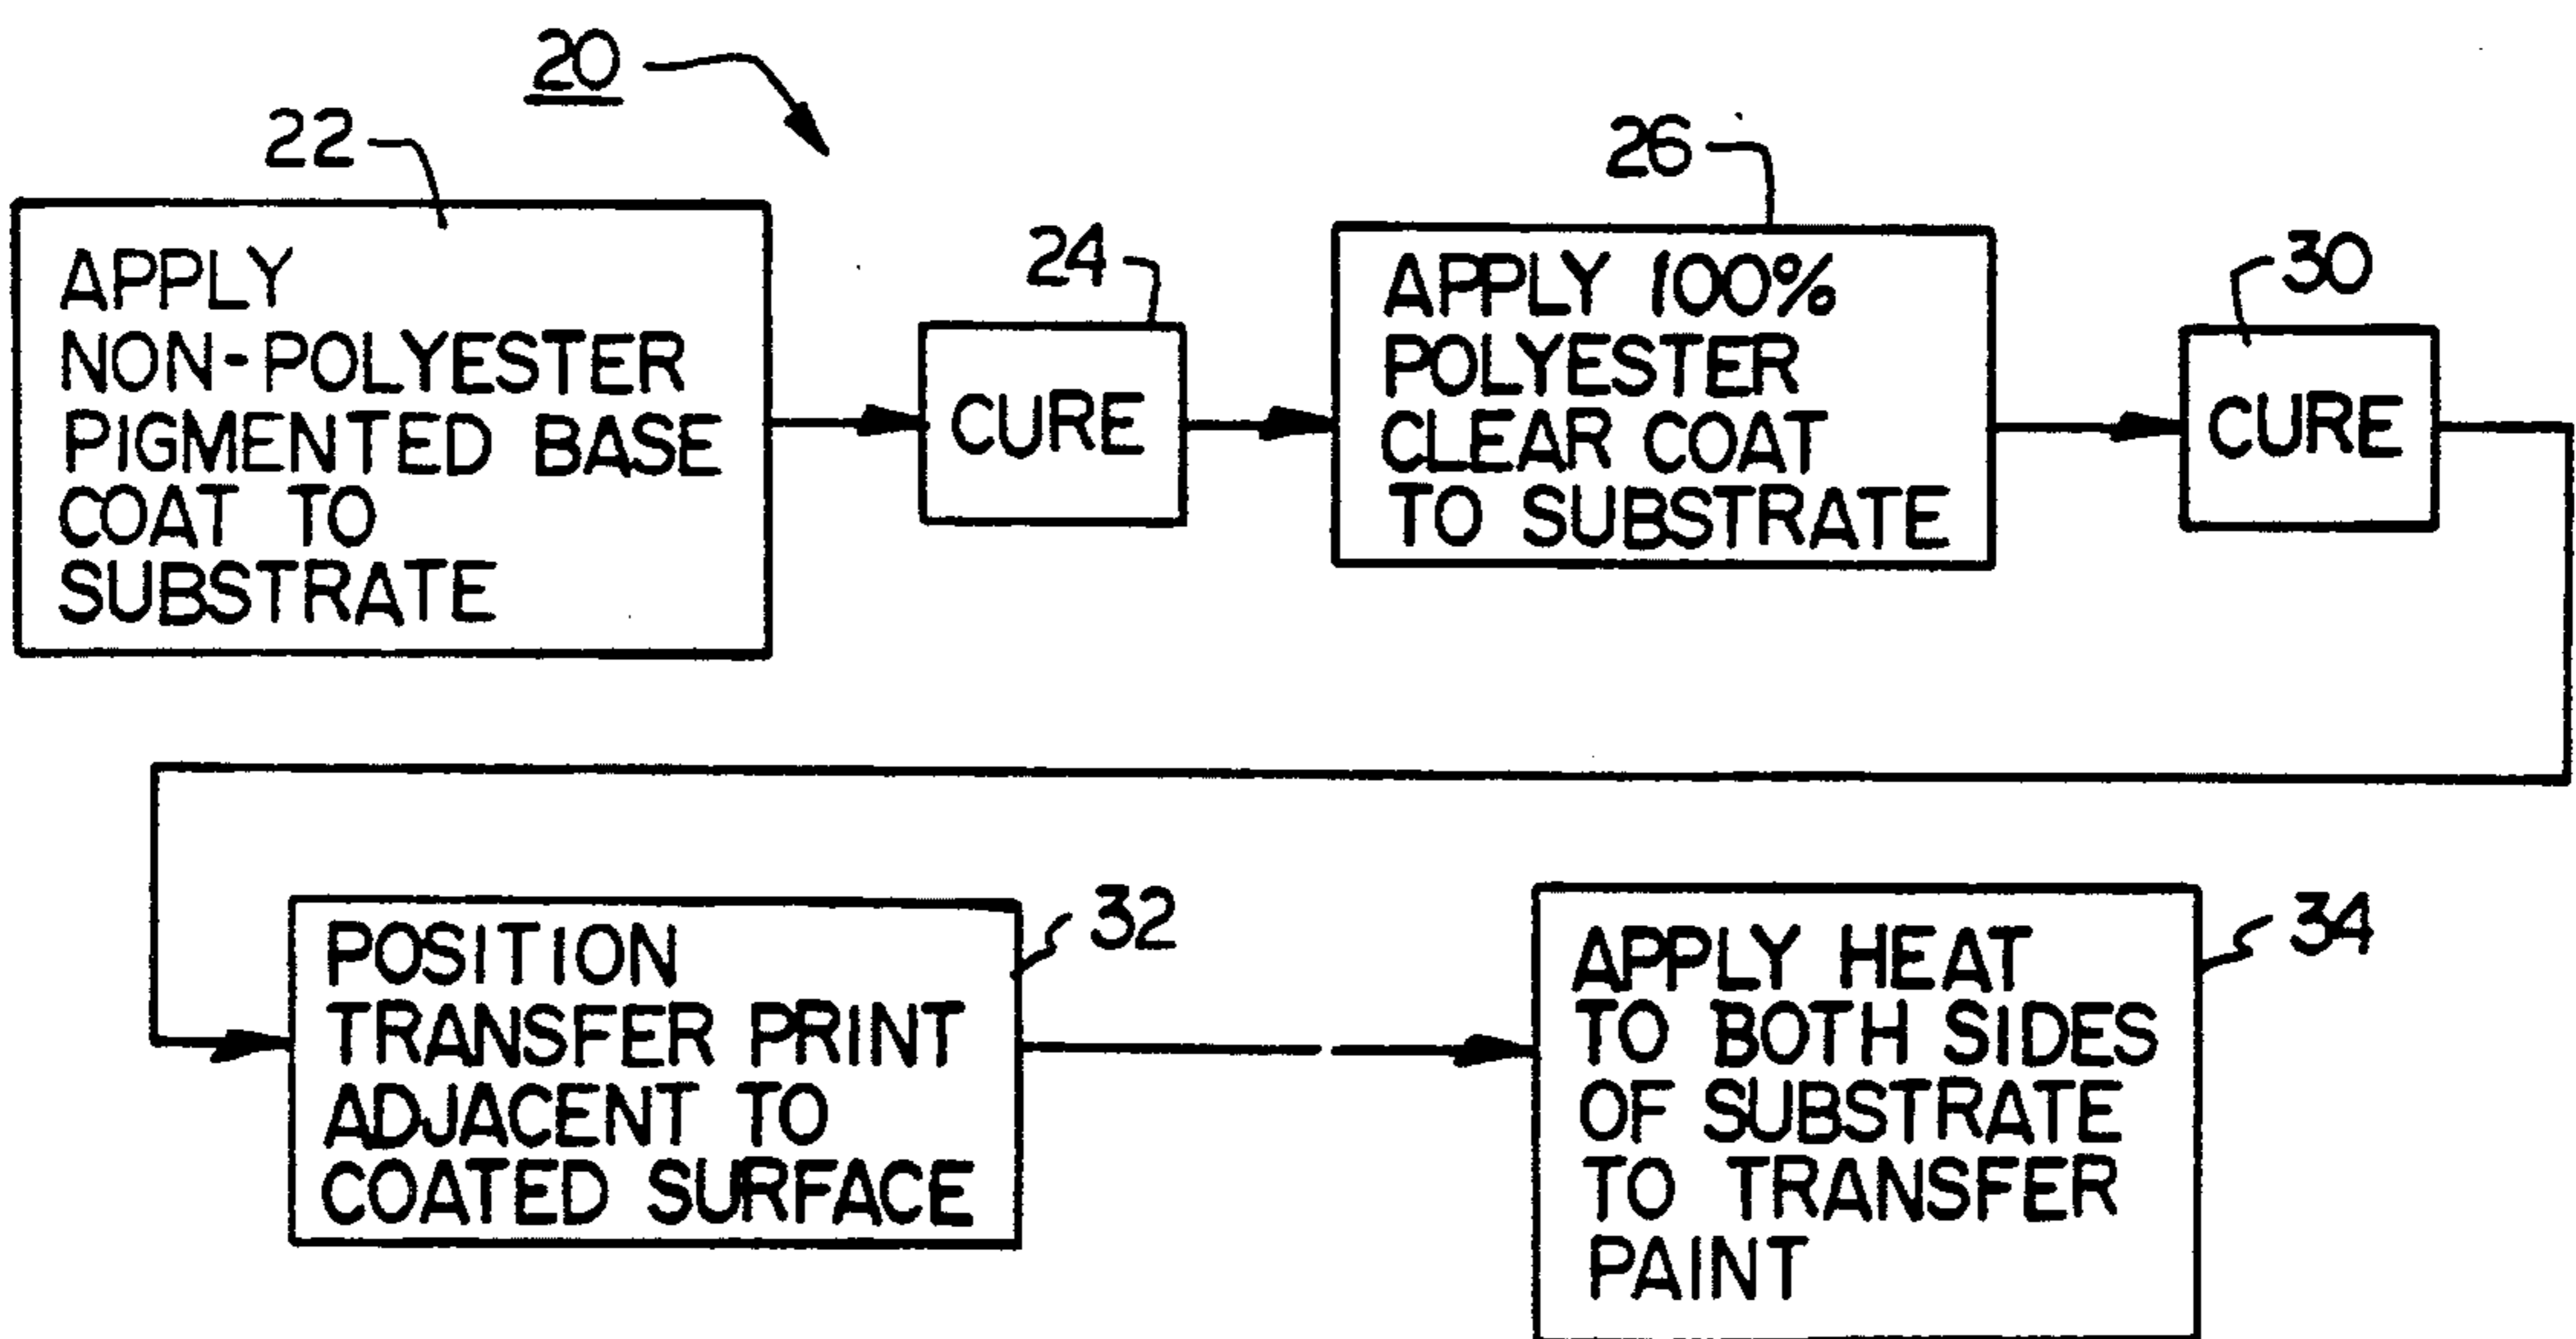 20
22
APPLY
NON-POLYESTER
PIGMENTED BASE
COAT TO
SUBSTRATE
24
CURE
26
APPLY 100%
POLYESTER
CLEAR COAT
TO SUBSTRATE
30
CURE
32
POSITION
TRANSFER PRINT
ADJACENT TO
COATED SURFACE
34
APPLY HEAT
TO BOTH SIDES
OF SUBSTRATE
TO TRANSFER
PAINT